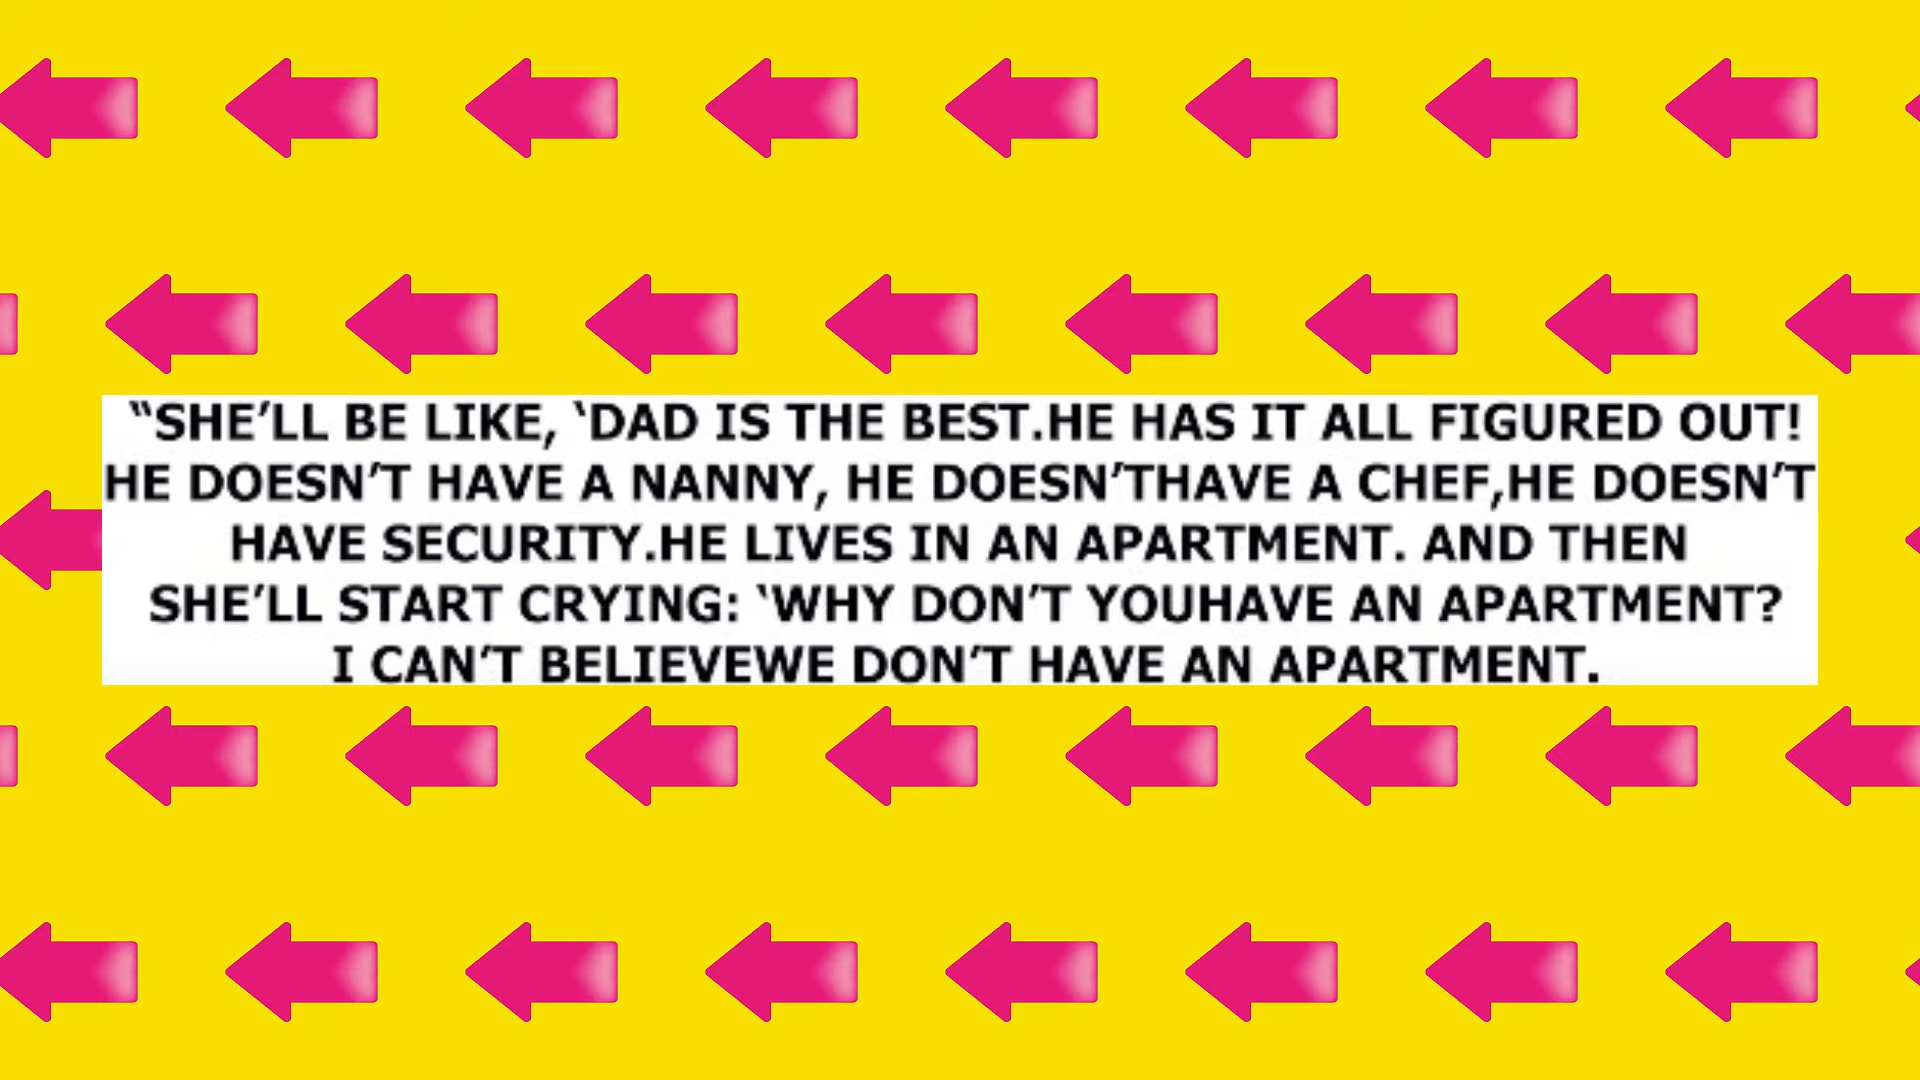 “SHE’LL BE LIKE, ‘DAD IS THE BEST.HE HAS IT ALL FIGURED OUT!
HE DOESN’T HAVE A NANNY, HE DOESN’THAVE A CHEF,HE DOESN’T
HAVE SECURITY.HE LIVES IN AN APARTMENT. AND THEN
SHE’LL START CRYING: ‘WHY DON’T YOUHAVE AN APARTMENT?
I CAN’T BELIEVEWE DON’T HAVE AN APARTMENT.